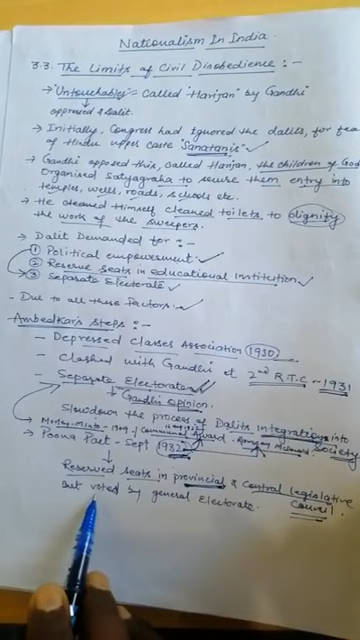 Nationalism In India.
3.3. The Limits of Civil Disobedience :-
→ 'Untouchables' = called "Harijan" by Gandhi
oppressed & Dalit.
→ Initially, Congress had Ignored the dalits, for fear
of Hindu upper caste "Sanatanis" ✓
→ Gandhi opposed this, called Harijan, the children of God
Organised Satyagraha to secure them entry into
temples, wells, roads, schools etc.
→ He cleaned Himself cleaned toilets to dignify
the work of the sweepers.
→ Dalit Demanded for :-
① Political empowerment ✓
② Reserve seats in educational Institution ✓
③ Separate Electorate ✓
- Due to all these factors. ✓
Ambedkar's steps :-
- Depressed Classes Association (1930)
- Clashed with Gandhi at 2nd R.T.C - 1931
- Separate Electorates ✓
↓ Gandhi opinion.
Slowdown the process of Dalits Integration into
Society
→ Morley-Minto - 1909 / Communal Award -
→ Poona Pact - Sept 1932
↓
Reserved Seats in provincial & Central legislative
but voted by general Electorate. Council.